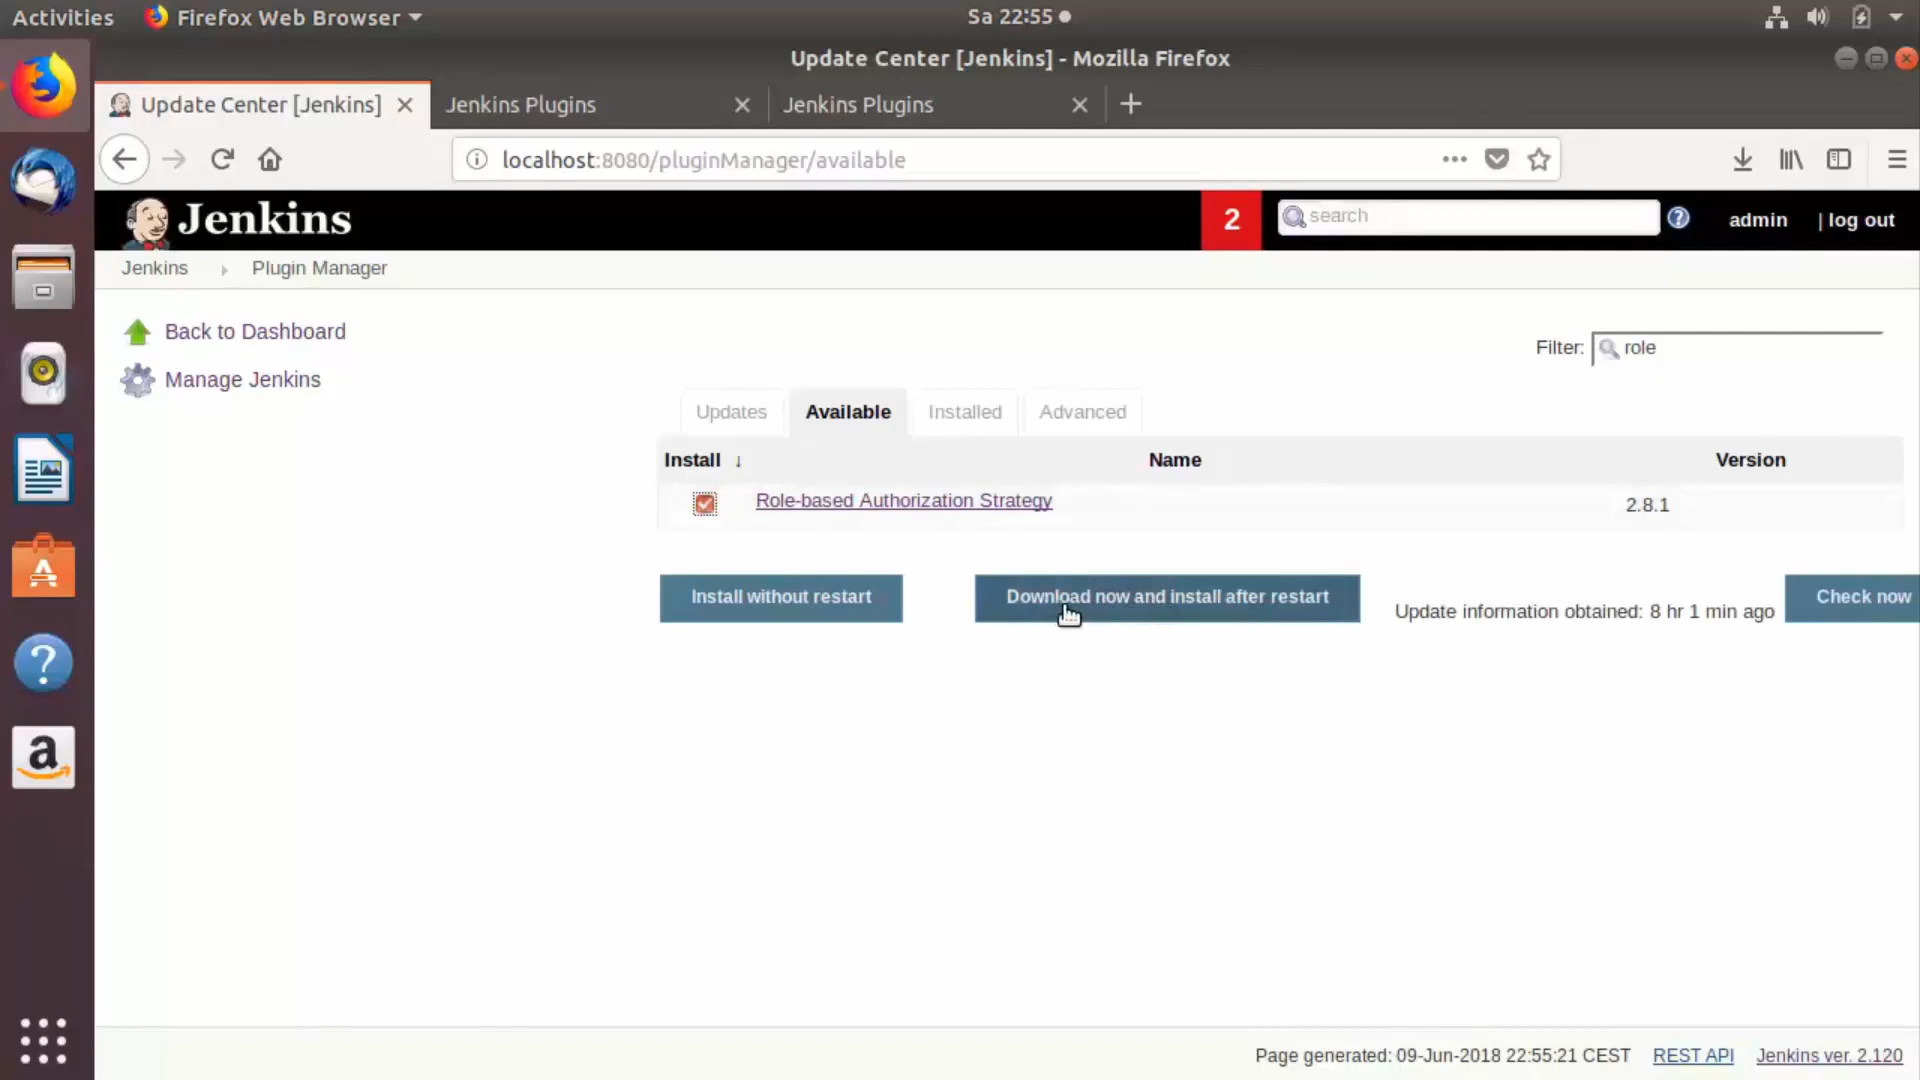 Activities Firefox Web Browser Sa 22:55
Update Center [Jenkins] - Mozilla Firefox
Update Center [Jenkins] Jenkins Plugins Jenkins Plugins
localhost:8080/pluginManager/available
Jenkins 2 search admin | log out
Jenkins Plugin Manager
Back to Dashboard
Filter: role
Manage Jenkins
Updates Available Installed Advanced
Install ↓ Name Version
Role-based Authorization Strategy 2.8.1
Install without restart Download now and install after restart Update information obtained: 8 hr 1 min ago Check now
Page generated: 09-Jun-2018 22:55:21 CEST REST API Jenkins ver. 2.120